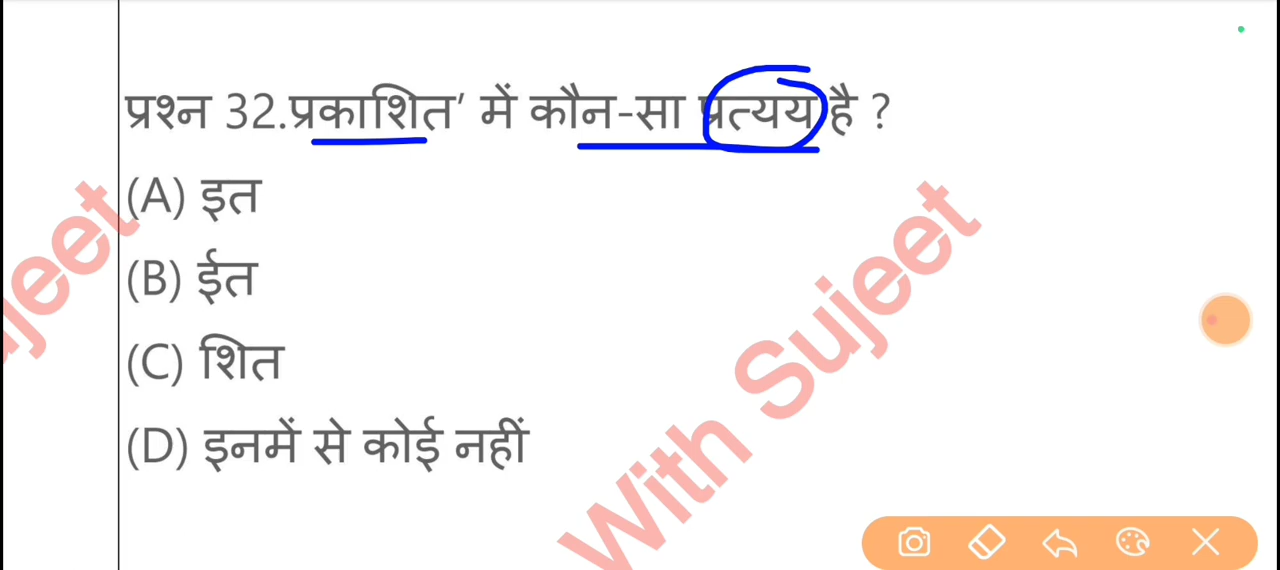 प्रश्न 32.प्रकाशित’ में कौन-सा प्रत्यय है ?
(A) इत
(B) ईत
(C) शित
(D) इनमें से कोई नहीं
jeet
With Sujeet